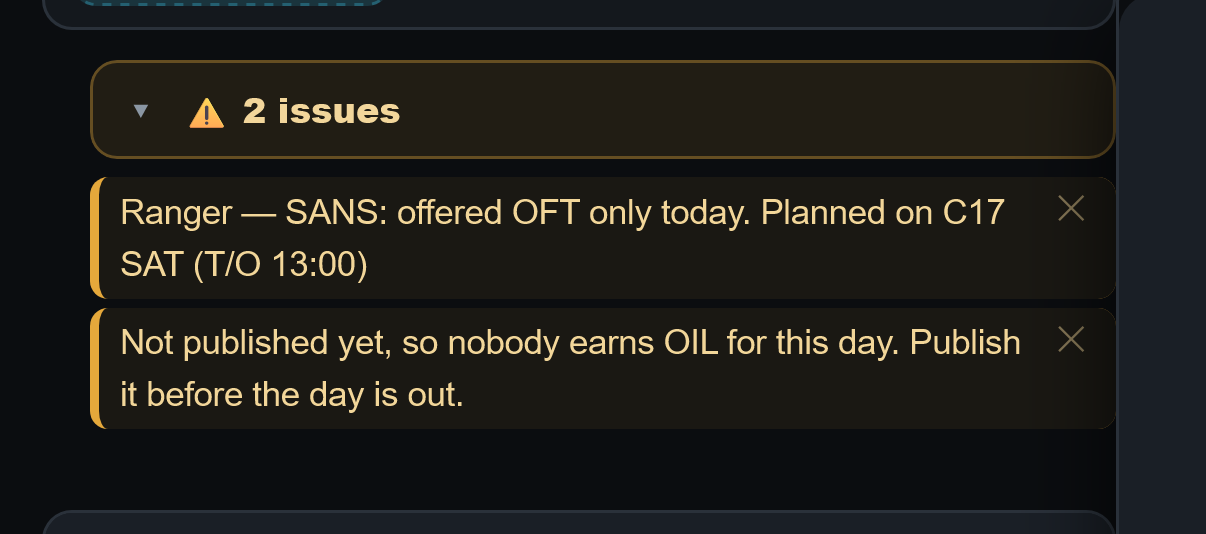 2 issues
Ranger — SANS: offered OFT only today. Planned on C17
SAT (T/O 13:00)
Not published yet, so nobody earns OIL for this day. Publish
it before the day is out.